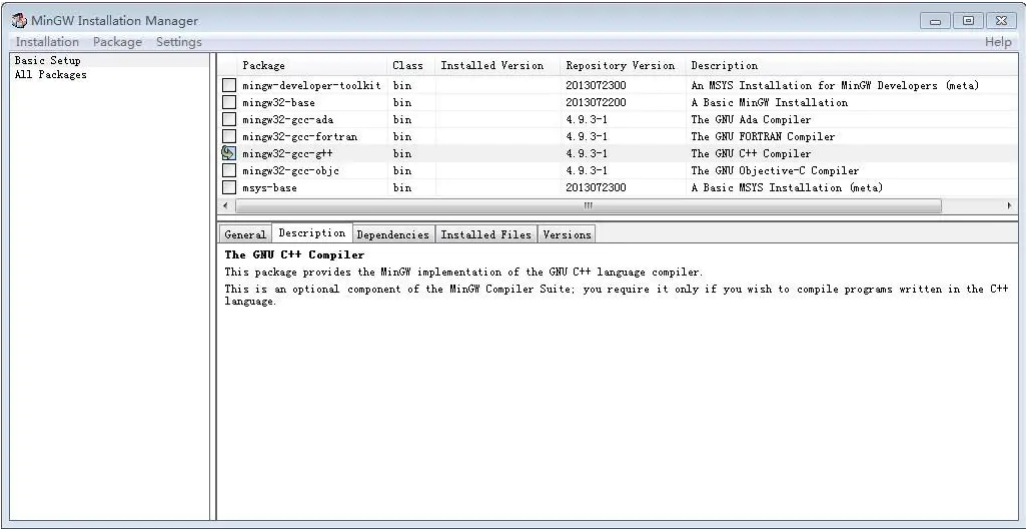 MinGW Installation Manager
Installation Package Settings Help
Basic Setup
All Packages
Package Class Installed Version Repository Version Description
mingw-developer-toolkit bin 2013072300 An MSYS Installation for MinGW Developers (meta)
mingw32-base bin 2013072200 A Basic MinGW Installation
mingw32-gcc-ada bin 4.9.3-1 The GNU Ada Compiler
mingw32-gcc-fortran bin 4.9.3-1 The GNU FORTRAN Compiler
mingw32-gcc-g++ bin 4.9.3-1 The GNU C++ Compiler
mingw32-gcc-objc bin 4.9.3-1 The GNU Objective-C Compiler
msys-base bin 2013072300 A Basic MSYS Installation (meta)
General Description Dependencies Installed Files Versions
The GNU C++ Compiler
This package provides the MinGW implementation of the GNU C++ language compiler.
This is an optional component of the MinGW Compiler Suite; you require it only if you wish to compile programs written in the C++
language.